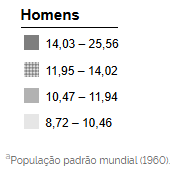 Homens
14,03 – 25,56
11,95 – 14,02
10,47 – 11,94
8,72 – 10,46
ªPopulação padrão mundial (1960).